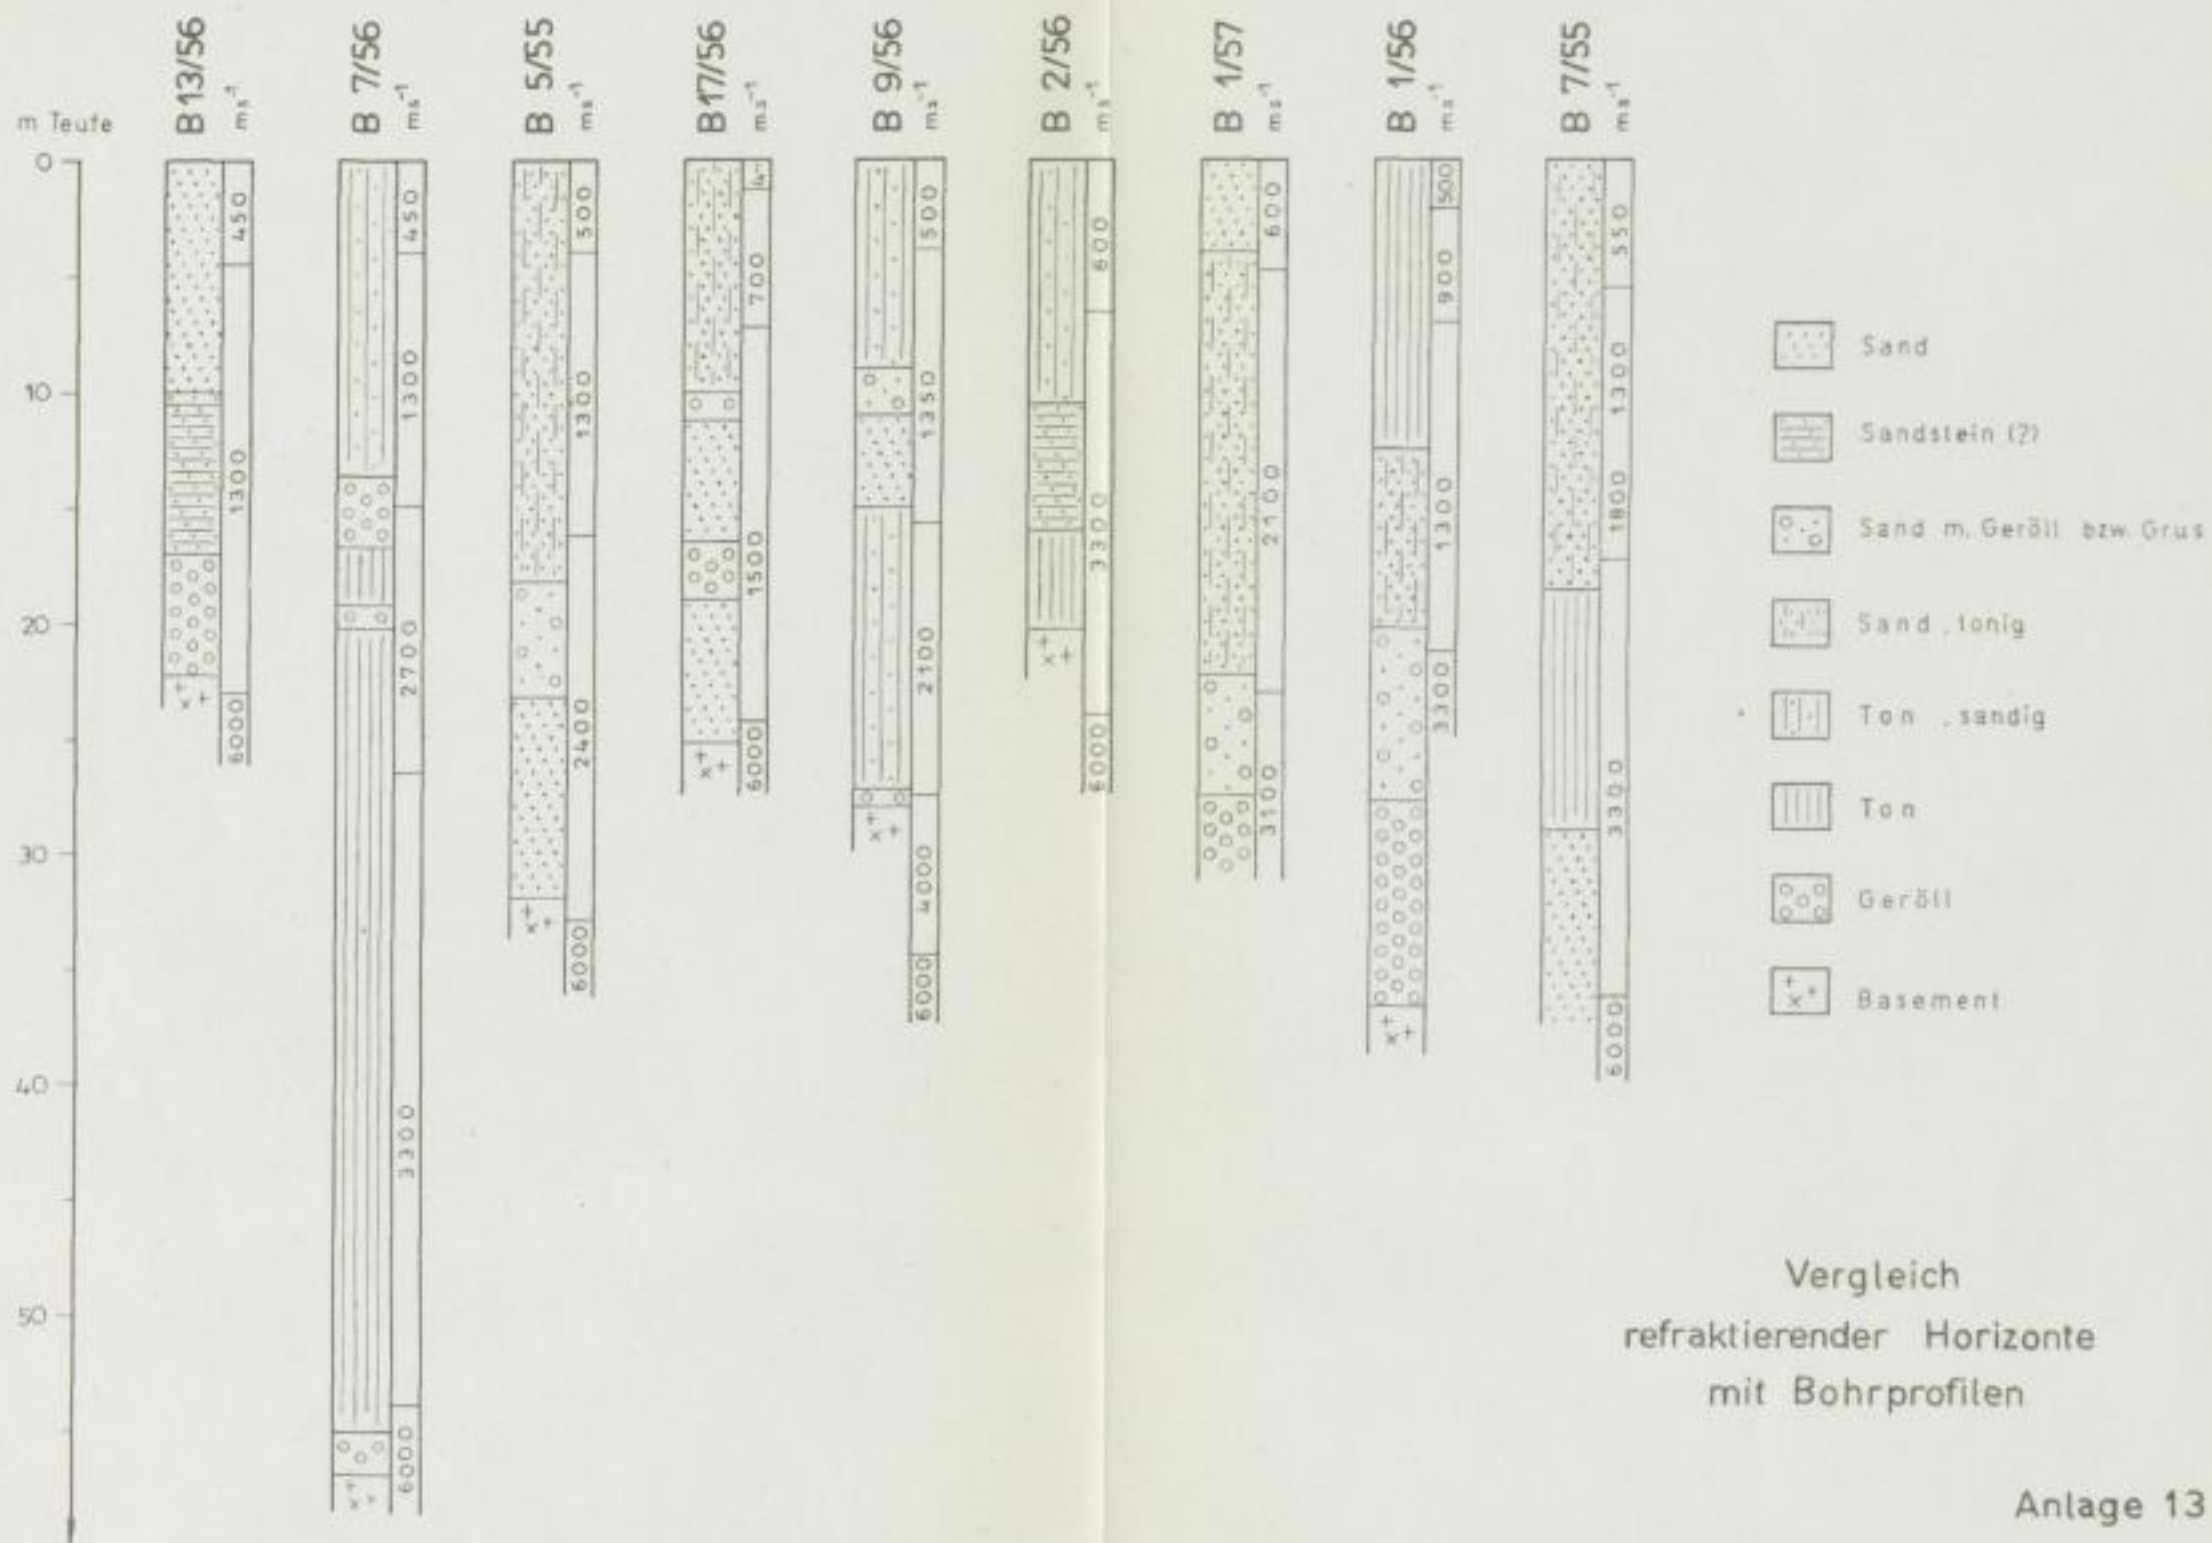 m Teufe
B 13/56
ms⁻¹
B 7/56
ms⁻¹
B 5/55
ms⁻¹
B 17/56
ms⁻¹
B 9/56
ms⁻¹
B 2/56
ms⁻¹
B 1/57
ms⁻¹
B 1/56
ms⁻¹
B 7/55
ms⁻¹
0
10
20
30
40
50
450
1300
6000
450
1300
2700
3300
6000
500
1300
2400
6000
700
1500
6000
500
1350
2100
4000
6000
600
3300
6000
600
2100
3100
500
900
1300
3300
550
1300
1800
3300
6000
Sand
Sandstein (?)
Sand m. Geröll bzw. Grus
Sand , tonig
Ton , sandig
Ton
Geröll
Basement
Vergleich
refraktierender Horizonte
mit Bohrprofilen
Anlage 13